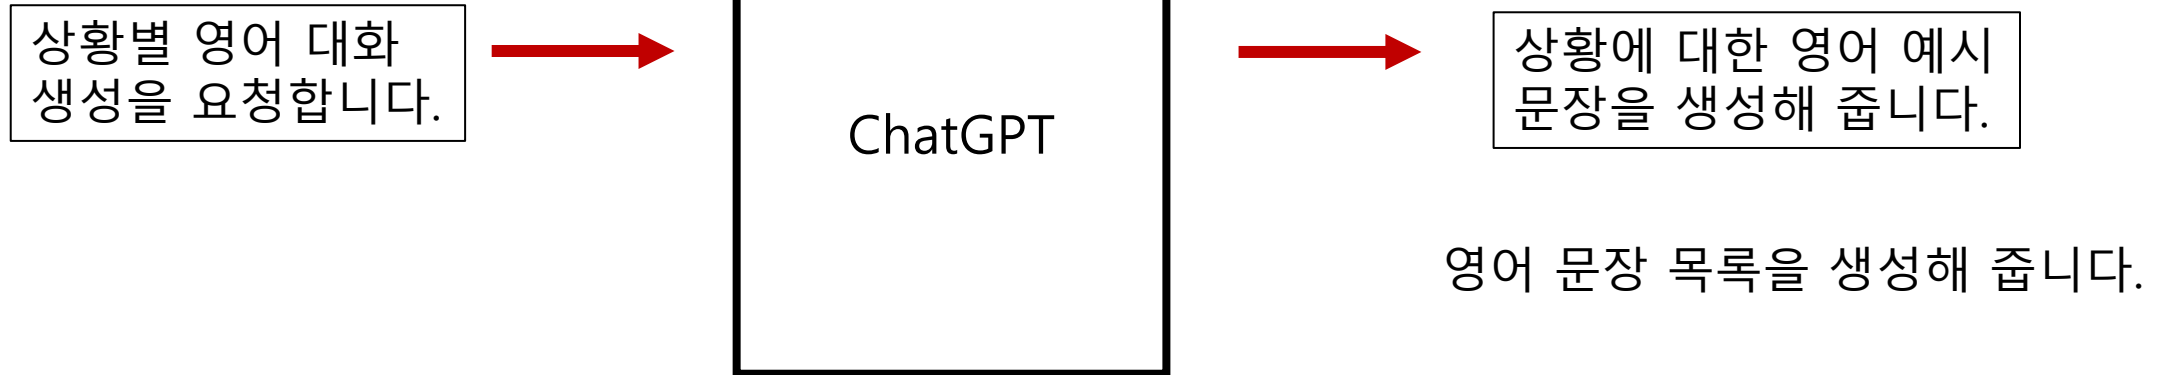 상황별 영어 대화
생성을 요청합니다.
ChatGPT
상황에 대한 영어 예시
문장을 생성해 줍니다.
영어 문장 목록을 생성해 줍니다.